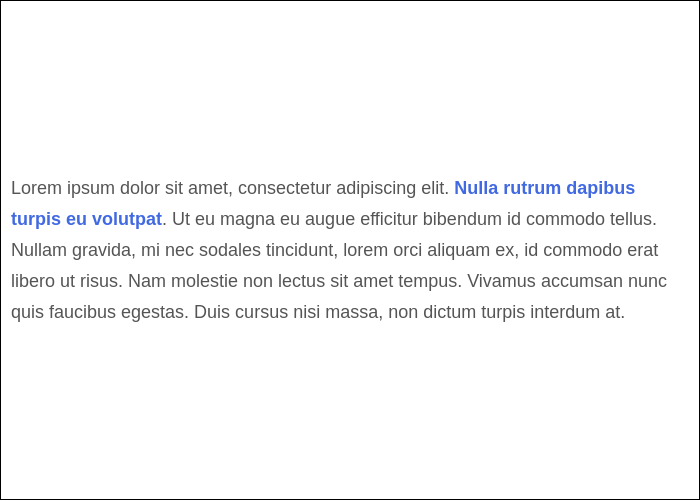 Lorem ipsum dolor sit amet, consectetur adipiscing elit. Nulla rutrum dapibus
turpis eu volutpat. Ut eu magna eu augue efficitur bibendum id commodo tellus.
Nullam gravida, mi nec sodales tincidunt, lorem orci aliquam ex, id commodo erat
libero ut risus. Nam molestie non lectus sit amet tempus. Vivamus accumsan nunc
quis faucibus egestas. Duis cursus nisi massa, non dictum turpis interdum at.